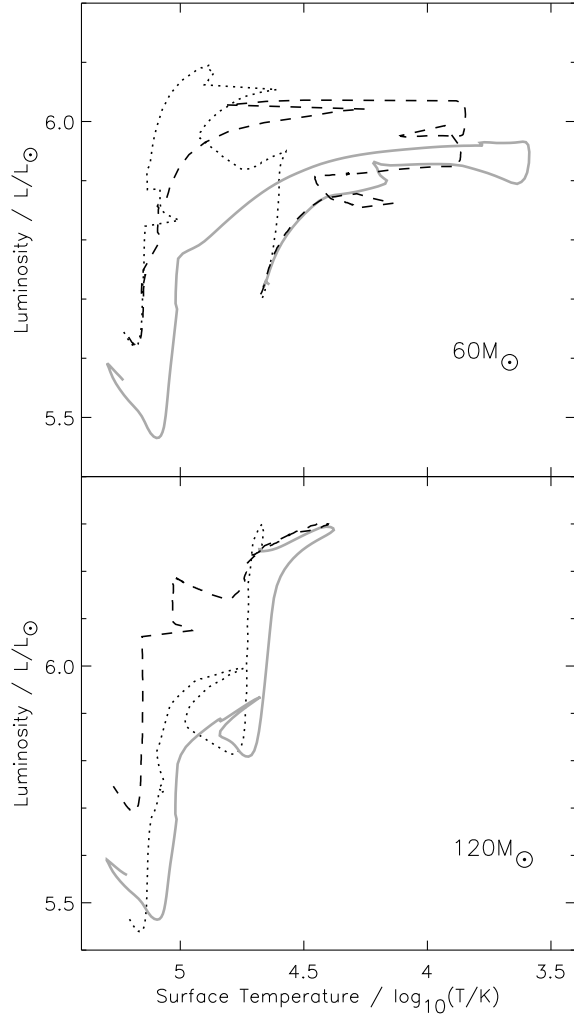 6.0
5.5
Luminosity / L/L☉
60M☉
6.0
5.5
Luminosity / L/L☉
120M☉
5 4.5 4 3.5
Surface Temperature / log10(T/K)